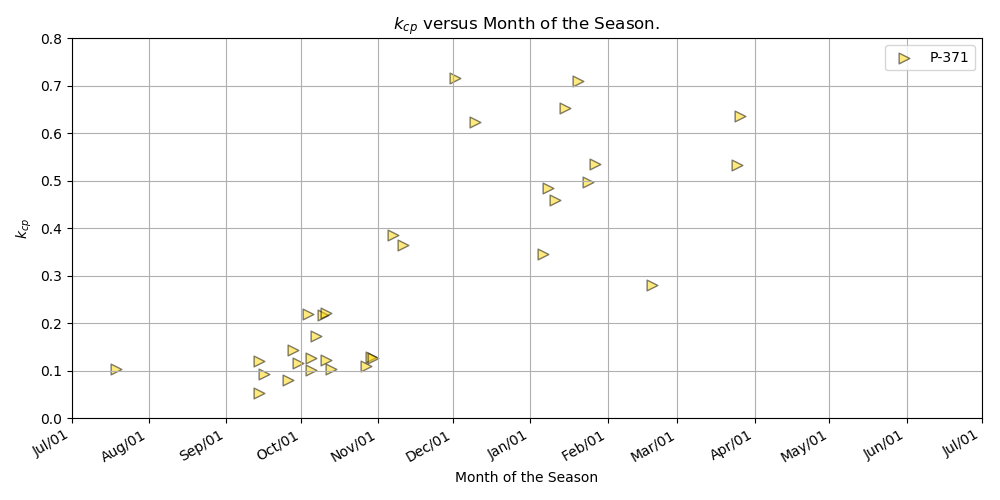 k_cp versus Month of the Season.
P-371
k_cp
0.8
0.7
0.6
0.5
0.4
0.3
0.2
0.1
0.0
Jul/01 Aug/01 Sep/01 Oct/01 Nov/01 Dec/01 Jan/01 Feb/01 Mar/01 Apr/01 May/01 Jun/01 Jul/01
Month of the Season